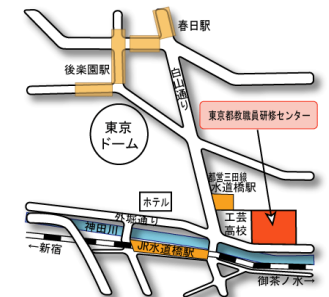 春日駅
後楽園駅
白山通り
東京
ドーム
東京都教職員研修センター
都営三田線
水道橋駅
ホテル
外堀通り
工芸
高校
神田川
JR水道橋駅
←新宿
御茶ノ水→